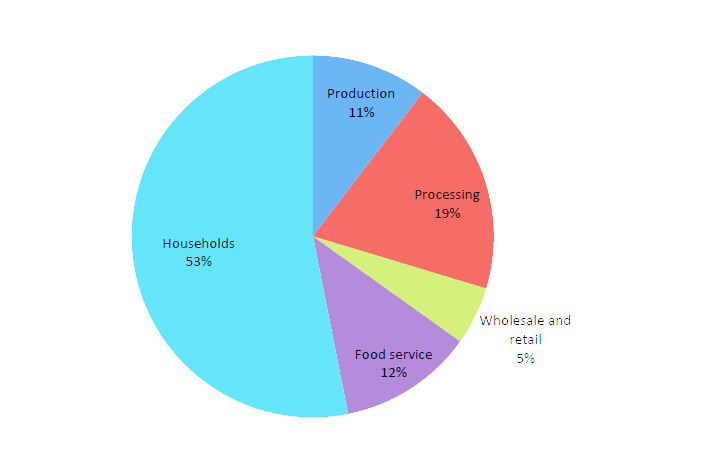 Production
11%
Processing
19%
Households
53%
Wholesale and
retail
5%
Food service
12%